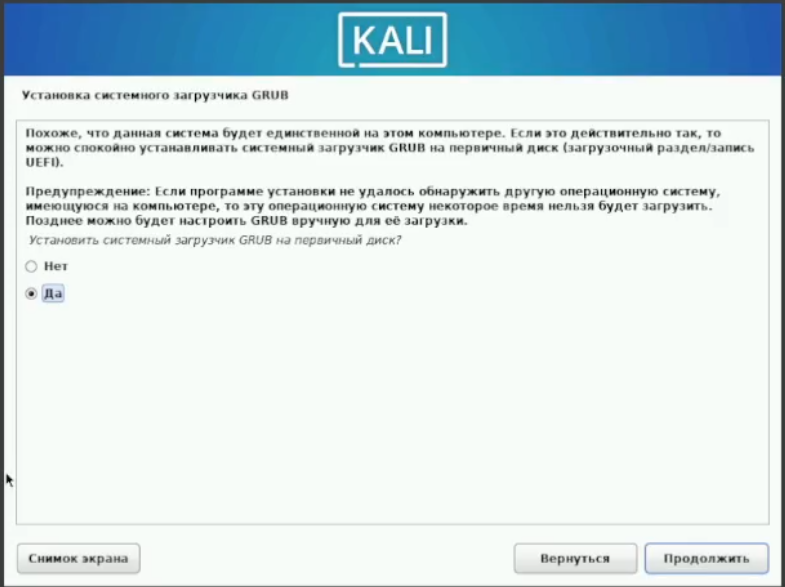 KALI
Установка системного загрузчика GRUB
Похоже, что данная система будет единственной на этом компьютере. Если это действительно так, то
можно спокойно устанавливать системный загрузчик GRUB на первичный диск (загрузочный раздел/запись
UEFI).
Предупреждение: Если программе установки не удалось обнаружить другую операционную систему,
имеющуюся на компьютере, то эту операционную систему некоторое время нельзя будет загрузить.
Позднее можно будет настроить GRUB вручную для её загрузки.
Установить системный загрузчик GRUB на первичный диск?
Нет
Да
Снимок экрана Вернуться Продолжить